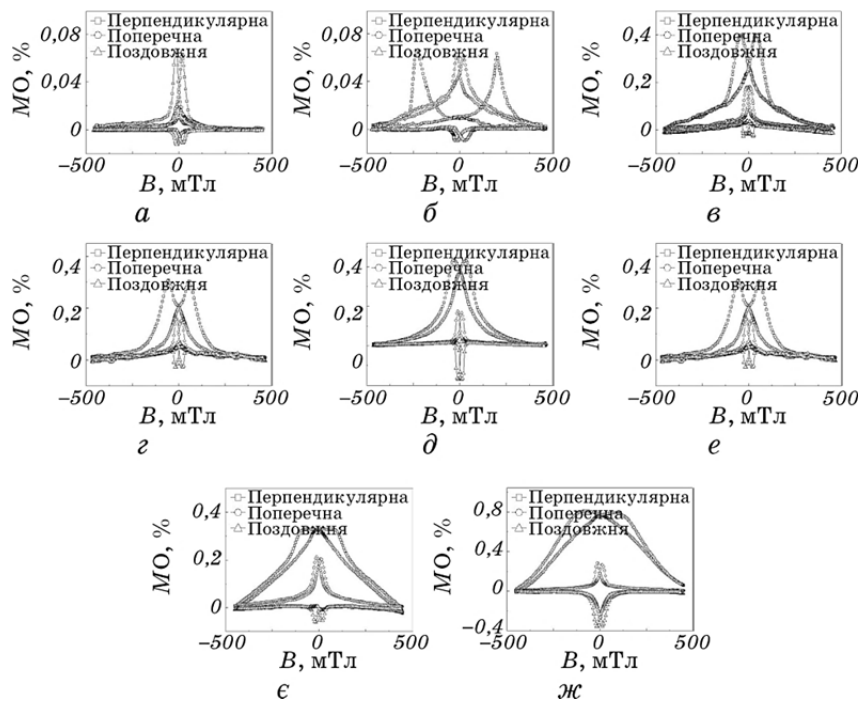 МО, %
0,08
0,04
0
Перпендикулярна
Поперечна
Поздовжня
−500 0 500
B, мТл
а
МО, %
0,08
0,04
0
Перпендикулярна
Поперечна
Поздовжня
−500 0 500
B, мТл
б
МО, %
0,4
0,2
0
Перпендикулярна
Поперечна
Поздовжня
−500 0 500
B, мТл
в
МО, %
0,4
0,2
0
Перпендикулярна
Поперечна
Поздовжня
−500 0 500
B, мТл
г
МО, %
0,4
0,2
0
Перпендикулярна
Поперечна
Поздовжня
−500 0 500
B, мТл
д
МО, %
0,4
0,2
0
Перпендикулярна
Поперечна
Поздовжня
−500 0 500
B, мТл
е
МО, %
0,4
0,2
0
Перпендикулярна
Поперечна
Поздовжня
−500 0 500
B, мТл
є
МО, %
0,8
0,4
0
−0,4
Перпендикулярна
Поперечна
Поздовжня
−500 0 500
B, мТл
ж